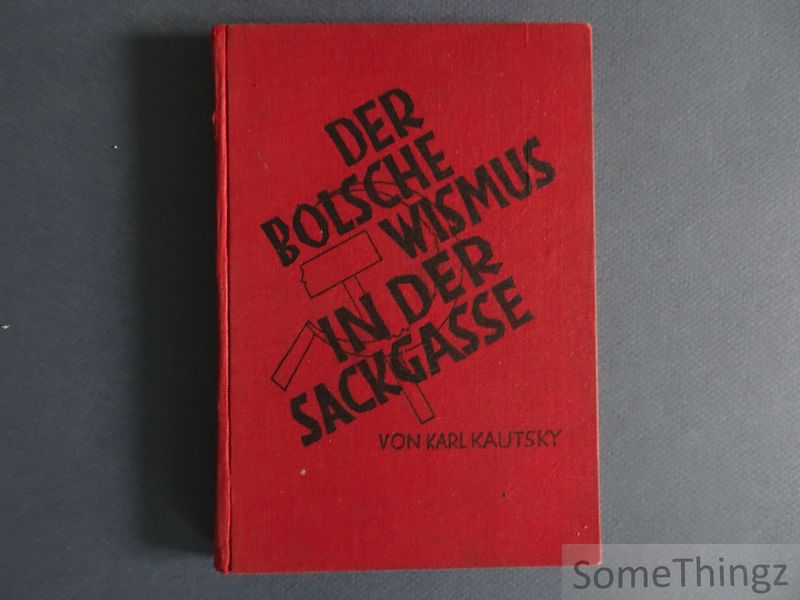 DER
BOLSCHE
WISMUS
IN DER
SACKGASSE
VON KARL KAUTSKY
SomeThingz